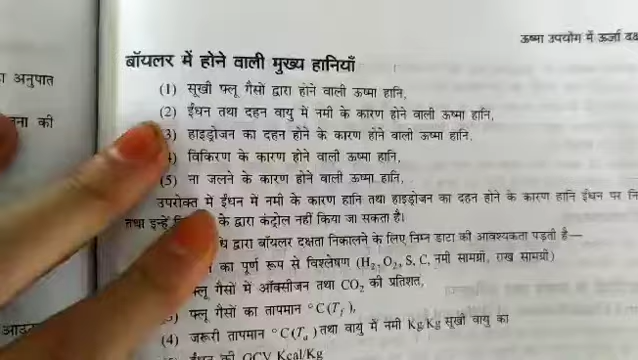 ऊष्मा उपयोग में ऊर्जा
बॉयलर में होने वाली मुख्य हानियाँ
(1) सूखी फ्लू गैसों द्वारा होने वाली ऊष्मा हानि,
(2) ईंधन तथा दहन वायु में नमी के कारण होने वाली ऊष्मा हानि,
3) हाइड्रोजन का दहन होने के कारण होने वाली ऊष्मा हानि,
) विकिरण के कारण होने वाली ऊष्मा हानि,
(5) ना जलने के कारण होने वाली ऊष्मा हानि,
उपरोक्त में ईंधन में नमी के कारण हानि तथा हाइड्रोजन का दहन होने के कारण हानि ईंधन पर
तथा इन्हें के द्वारा कंट्रोल नहीं किया जा सकता है।
द्वारा बॉयलर दक्षता निकालने के लिए निम्न डाटा की आवश्यकता पड़ती है—
का पूर्ण रूप से विश्लेषण (H2, O2, S, C, नमी सामग्री, राख सामग्री)
फ्लू गैसों में ऑक्सीजन तथा CO2 की प्रतिशत,
) फ्लू गैसों का तापमान °C(Tf),
(4) जरूरी तापमान °C(Ta) तथा वायु में नमी Kg/Kg सूखी वायु का
ईंधन की GCV Kcal/Kg
अनुपात
की